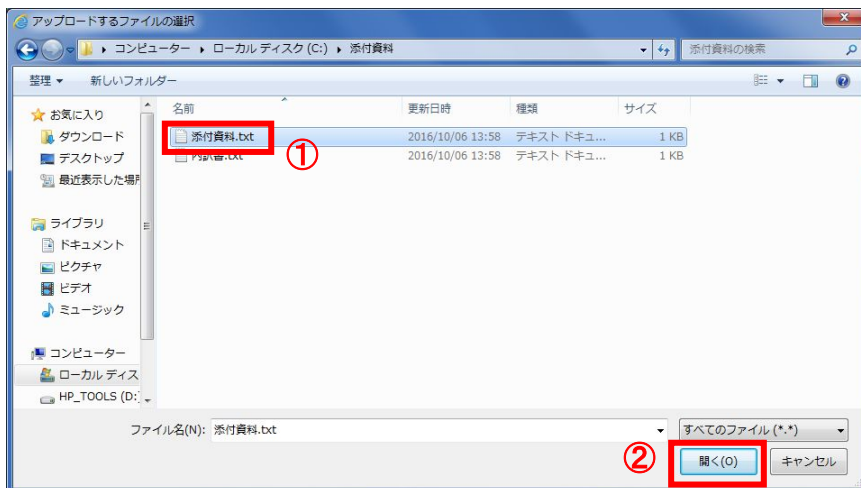 アップロードするファイルの選択
コンピューター ▸ ローカル ディスク (C:) ▸ 添付資料
添付資料の検索
整理 ▼ 新しいフォルダー
名前 更新日時 種類 サイズ
お気に入り
ダウンロード
デスクトップ
最近表示した場所
ライブラリ
ドキュメント
ピクチャ
ビデオ
ミュージック
コンピューター
ローカル ディス
HP_TOOLS (D:)
添付資料.txt 2016/10/06 13:58 テキスト ドキュ... 1 KB
①
内訳書.txt 2016/10/06 13:58 テキスト ドキュ... 1 KB
ファイル名(N): 添付資料.txt
すべてのファイル (*.*)
②
開く(O)
キャンセル